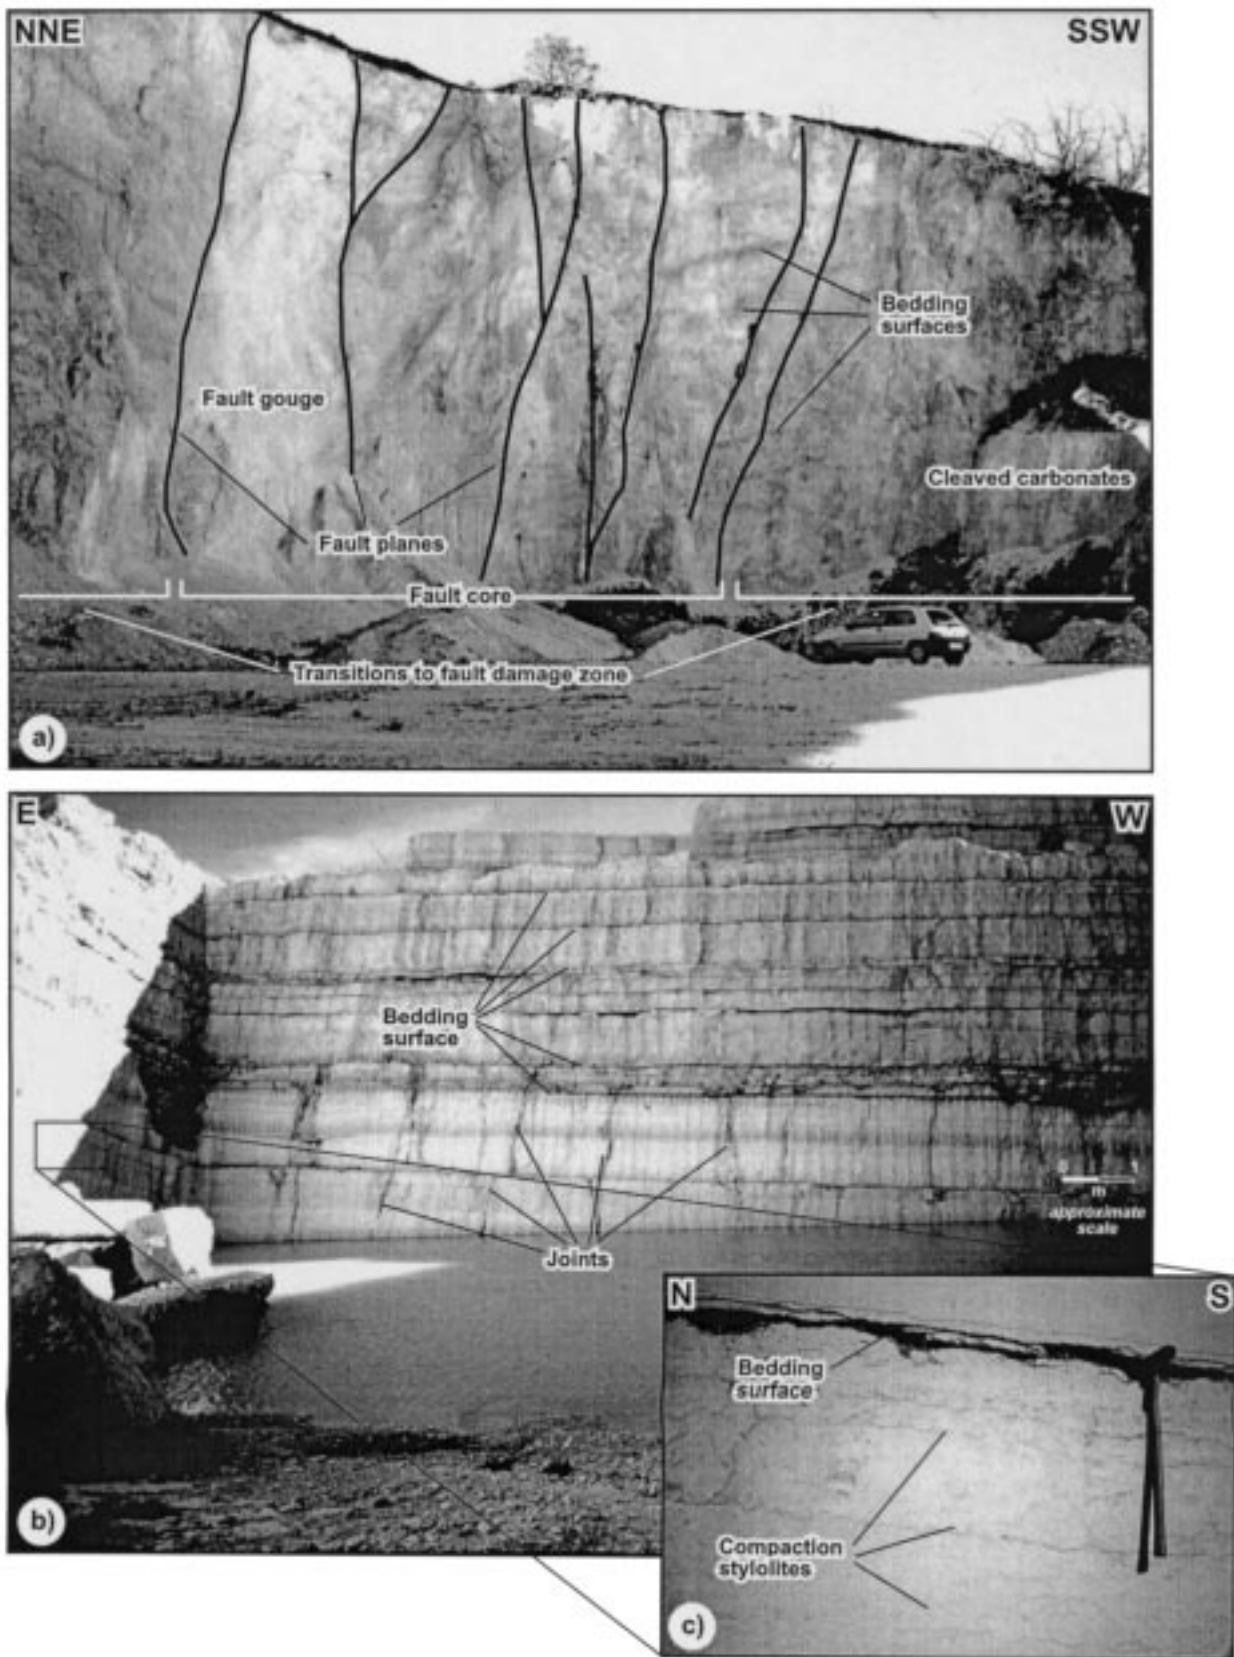 NNE
SSW
Bedding
surfaces
Fault gouge
Cleaved carbonates
Fault planes
Fault core
Transitions to fault damage zone
a)
E
W
Bedding
surface
0 1
m
approximate
scale
Joints
N
S
Bedding
surface
Compaction
stylolites
b)
c)